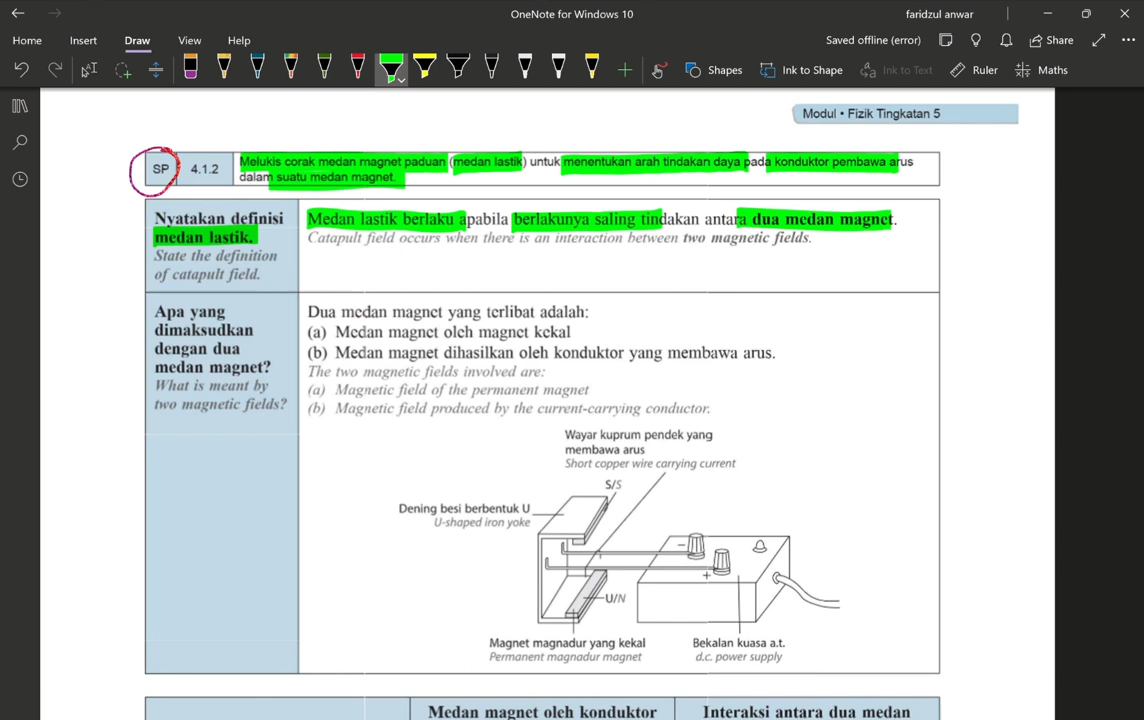 OneNote for Windows 10
faridzul anwar
Home
Insert
Draw
View
Help
Saved offline (error)
Share
Shapes
Ink to Shape
Ink to Text
Ruler
Maths
Modul • Fizik Tingkatan 5
SP
4.1.2
Melukis corak medan magnet paduan (medan lastik) untuk menentukan arah tindakan daya pada konduktor pembawa arus
dalam suatu medan magnet.
Nyatakan definisi
medan lastik.
State the definition
of catapult field.
Medan lastik berlaku apabila berlakunya saling tindakan antara dua medan magnet.
Catapult field occurs when there is an interaction between two magnetic fields.
Apa yang
dimaksudkan
dengan dua
medan magnet?
What is meant by
two magnetic fields?
Dua medan magnet yang terlibat adalah:
(a) Medan magnet oleh magnet kekal
(b) Medan magnet dihasilkan oleh konduktor yang membawa arus.
The two magnetic fields involved are:
(a) Magnetic field of the permanent magnet
(b) Magnetic field produced by the current-carrying conductor.
Wayar kuprum pendek yang
membawa arus
Short copper wire carrying current
S/S
Dening besi berbentuk U
U-shaped iron yoke
−
+
U/N
Magnet magnadur yang kekal
Permanent magnadur magnet
Bekalan kuasa a.t.
d.c. power supply
Medan magnet oleh konduktor
Interaksi antara dua medan